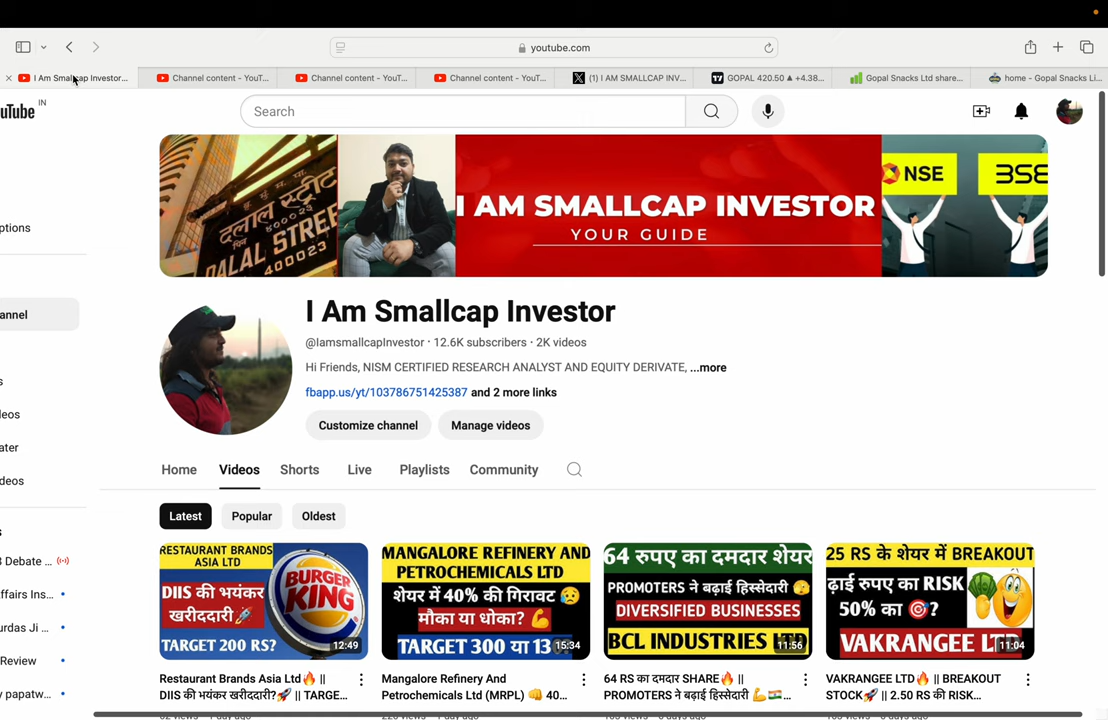 youtube.com
I Am Smallcap Investor...
Channel content - YouT...
Channel content - YouT...
Channel content - YouT...
(1) I AM SMALLCAP INV...
GOPAL 420.50 ▲ +4.38...
Gopal Snacks Ltd share...
home - Gopal Snacks Li...
ouTube IN
Search
दलाल स्ट्रीट
DALAL STREE
400023
I AM SMALLCAP INVESTOR
YOUR GUIDE
NSE
BSE
ptions
annel
s
eos
ater
deos
s
3 Debate ...
ffairs Ins...
urdas Ji ...
Review
y papatw...
I Am Smallcap Investor
@IamsmallcapInvestor · 12.6K subscribers · 2K videos
Hi Friends, NISM CERTIFIED RESEARCH ANALYST AND EQUITY DERIVATE, ...more
fbapp.us/yt/103786751425387 and 2 more links
Customize channel
Manage videos
Home
Videos
Shorts
Live
Playlists
Community
Latest
Popular
Oldest
RESTAURANT BRANDS
ASIA LTD
DIIS की भयंकर
खरीददारी
TARGET 200 RS?
BURGER
KING
12:49
MANGALORE REFINERY AND
PETROCHEMICALS LTD
शेयर में 40% की गिरावट
मौका या धोका?
TARGET 300 या 13
15:34
64 रुपए का दमदार शेयर
PROMOTERS ने बढ़ाई हिस्सेदारी
DIVERSIFIED BUSINESSES
BCL INDUSTRIES LTD
11:56
25 RS के शेयर में BREAKOUT
ढ़ाई रुपए का RISK
50% का ?
VAKRANGEE LT
11:04
Restaurant Brands Asia Ltd🔥 ||
DIIS की भयंकर खरीददारी?🚀 || TARGE...
Mangalore Refinery And
Petrochemicals Ltd (MRPL) 👊 40...
64 RS का दमदार SHARE🔥 ||
PROMOTERS ने बढ़ाई हिस्सेदारी 💪🇮🇳...
VAKRANGEE LTD🔥 || BREAKOUT
STOCK🚀 || 2.50 RS की RISK...